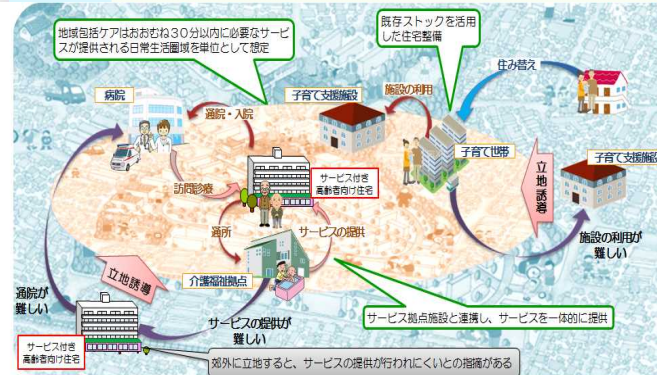 地域包括ケアはおおむね30分以内に必要なサービ
スが提供される日常生活圏域を単位として想定
既存ストックを活用
した住宅整備
住み替え
病院
通院・入院
子育て支援施設
施設の利用
子育て世帯
立地誘導
子育て支援施設
訪問診療
サービス付き
高齢者向け住宅
通所
サービスの提供
施設の利用が
難しい
立地誘導
介護福祉拠点
通院が
難しい
サービスの提供が
難しい
サービス拠点施設と連携し、サービスを一体的に提供
サービス付き
高齢者向け住宅
郊外に立地すると、サービスの提供が行われにくいとの指摘がある